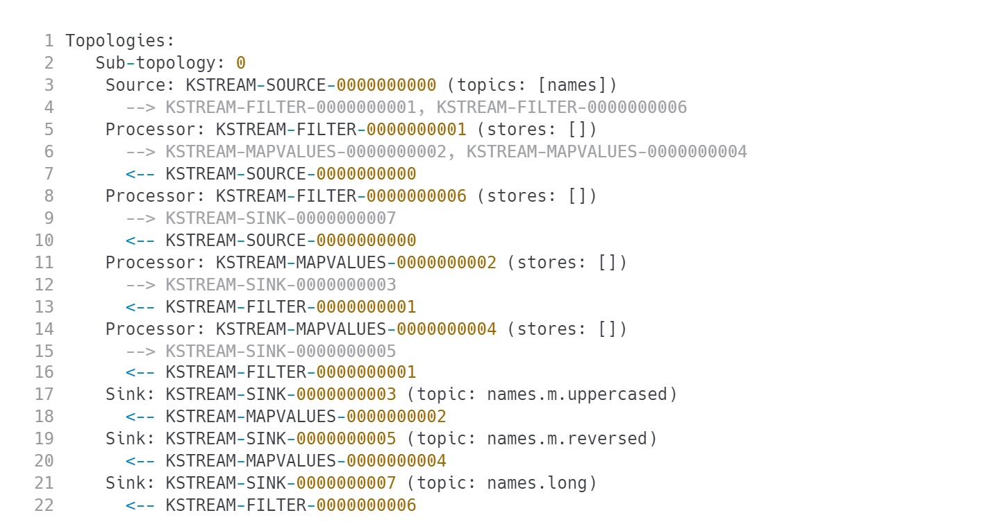 1 Topologies:
2 Sub-topology: 0
3 Source: KSTREAM-SOURCE-0000000000 (topics: [names])
4 --> KSTREAM-FILTER-0000000001, KSTREAM-FILTER-0000000006
5 Processor: KSTREAM-FILTER-0000000001 (stores: [])
6 --> KSTREAM-MAPVALUES-0000000002, KSTREAM-MAPVALUES-0000000004
7 <-- KSTREAM-SOURCE-0000000000
8 Processor: KSTREAM-FILTER-0000000006 (stores: [])
9 --> KSTREAM-SINK-0000000007
10 <-- KSTREAM-SOURCE-0000000000
11 Processor: KSTREAM-MAPVALUES-0000000002 (stores: [])
12 --> KSTREAM-SINK-0000000003
13 <-- KSTREAM-FILTER-0000000001
14 Processor: KSTREAM-MAPVALUES-0000000004 (stores: [])
15 --> KSTREAM-SINK-0000000005
16 <-- KSTREAM-FILTER-0000000001
17 Sink: KSTREAM-SINK-0000000003 (topic: names.m.uppercased)
18 <-- KSTREAM-MAPVALUES-0000000002
19 Sink: KSTREAM-SINK-0000000005 (topic: names.m.reversed)
20 <-- KSTREAM-MAPVALUES-0000000004
21 Sink: KSTREAM-SINK-0000000007 (topic: names.long)
22 <-- KSTREAM-FILTER-0000000006